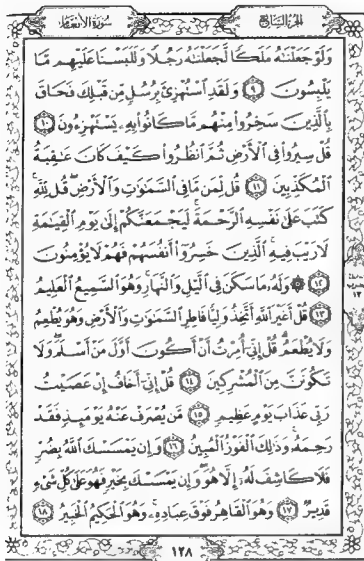 الجزء السابع سورة الأنعام
وَلَوْ جَعَلْنَٰهُ مَلَكًا لَّجَعَلْنَٰهُ رَجُلًا وَلَلَبَسْنَا عَلَيْهِم مَّا
يَلْبِسُونَ ٩ وَلَقَدِ ٱسْتُهْزِئَ بِرُسُلٍ مِّن قَبْلِكَ فَحَاقَ
بِٱلَّذِينَ سَخِرُوا۟ مِنْهُم مَّا كَانُوا۟ بِهِۦ يَسْتَهْزِءُونَ ١٠
قُلْ سِيرُوا۟ فِى ٱلْأَرْضِ ثُمَّ ٱنظُرُوا۟ كَيْفَ كَانَ عَٰقِبَةُ
ٱلْمُكَذِّبِينَ ١١ قُل لِّمَن مَّا فِى ٱلسَّمَٰوَٰتِ وَٱلْأَرْضِ ۖ قُل لِّلَّهِ ۚ
كَتَبَ عَلَىٰ نَفْسِهِ ٱلرَّحْمَةَ ۚ لَيَجْمَعَنَّكُمْ إِلَىٰ يَوْمِ ٱلْقِيَٰمَةِ
لَا رَيْبَ فِيهِ ۚ ٱلَّذِينَ خَسِرُوٓا۟ أَنفُسَهُمْ فَهُمْ لَا يُؤْمِنُونَ
١٢ ۞ وَلَهُۥ مَا سَكَنَ فِى ٱلَّيْلِ وَٱلنَّهَارِ ۚ وَهُوَ ٱلسَّمِيعُ ٱلْعَلِيمُ
١٣ قُلْ أَغَيْرَ ٱللَّهِ أَتَّخِذُ وَلِيًّا فَاطِرِ ٱلسَّمَٰوَٰتِ وَٱلْأَرْضِ وَهُوَ يُطْعِمُ
وَلَا يُطْعَمُ ۗ قُلْ إِنِّىٓ أُمِرْتُ أَنْ أَكُونَ أَوَّلَ مَنْ أَسْلَمَ ۖ وَلَا
تَكُونَنَّ مِنَ ٱلْمُشْرِكِينَ ١٤ قُلْ إِنِّىٓ أَخَافُ إِنْ عَصَيْتُ
رَبِّى عَذَابَ يَوْمٍ عَظِيمٍ ١٥ مَّن يُصْرَفْ عَنْهُ يَوْمَئِذٍ فَقَدْ
رَحِمَهُۥ ۚ وَذَٰلِكَ ٱلْفَوْزُ ٱلْمُبِينُ ١٦ وَإِن يَمْسَسْكَ ٱللَّهُ بِضُرٍّ
فَلَا كَاشِفَ لَهُۥٓ إِلَّا هُوَ ۖ وَإِن يَمْسَسْكَ بِخَيْرٍ فَهُوَ عَلَىٰ كُلِّ شَىْءٍ
قَدِيرٌ ١٧ وَهُوَ ٱلْقَاهِرُ فَوْقَ عِبَادِهِۦ ۚ وَهُوَ ٱلْحَكِيمُ ٱلْخَبِيرُ ١٨
١٢٨